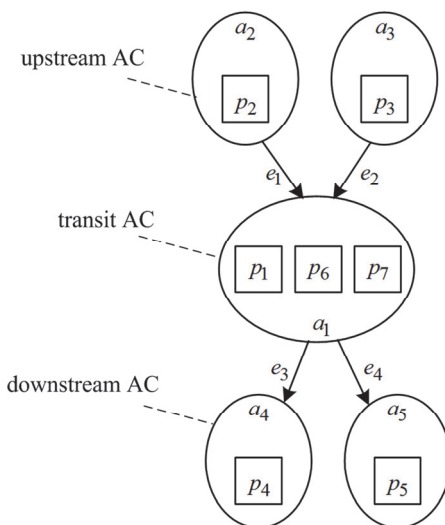 a2 a3
upstream AC
p2 p3
e1 e2
transit AC
p1 p6 p7
a1
e3 e4
downstream AC
a4 a5
p4 p5